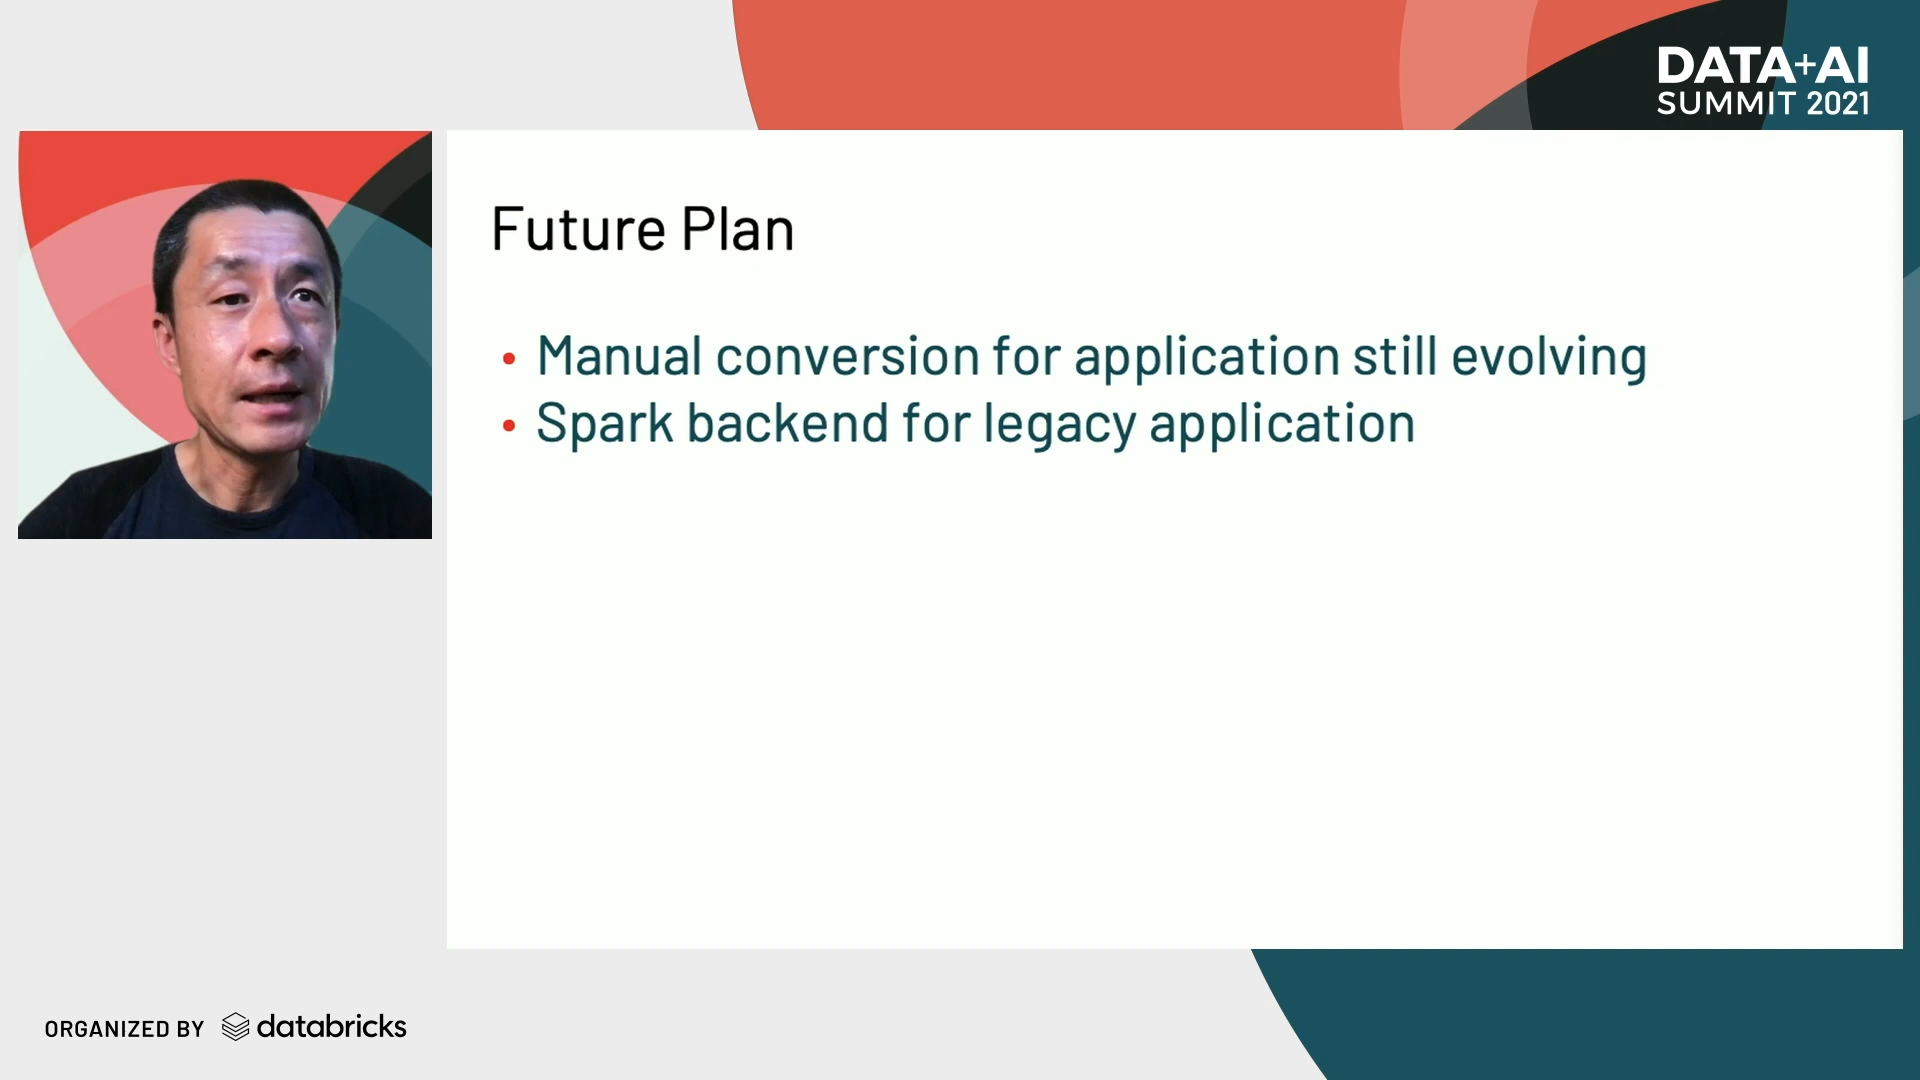 DATA+AI
SUMMIT 2021
Future Plan
• Manual conversion for application still evolving
• Spark backend for legacy application
ORGANIZED BY databricks